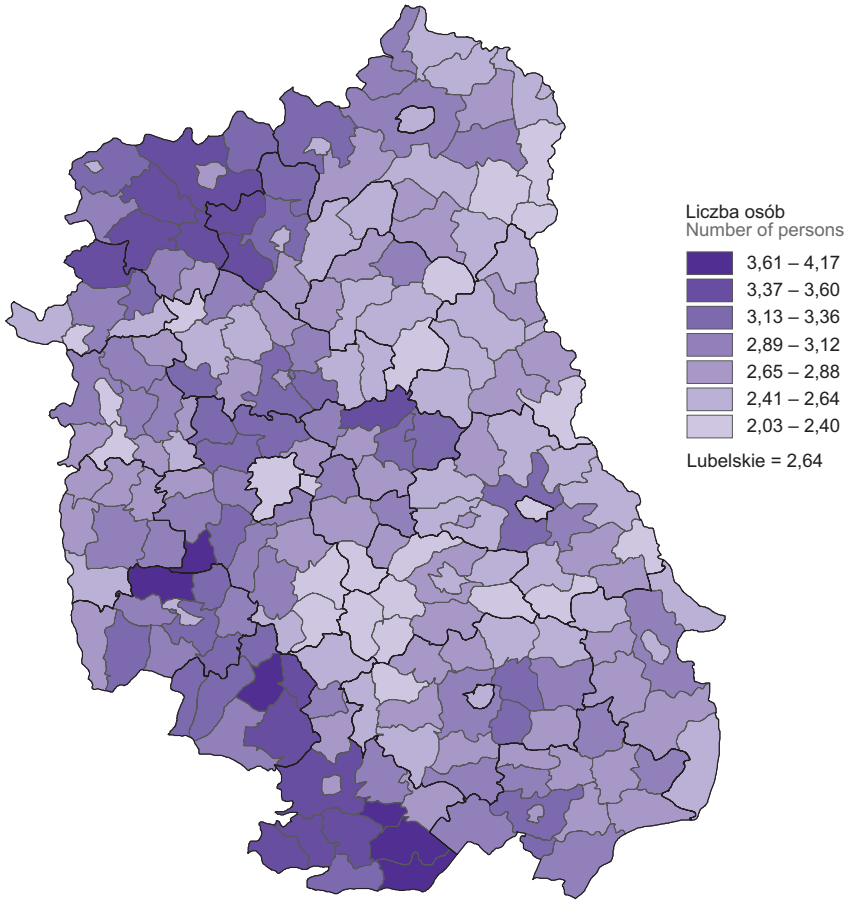 Liczba osób
Number of persons
3,61 – 4,17
3,37 – 3,60
3,13 – 3,36
2,89 – 3,12
2,65 – 2,88
2,41 – 2,64
2,03 – 2,40
Lubelskie = 2,64